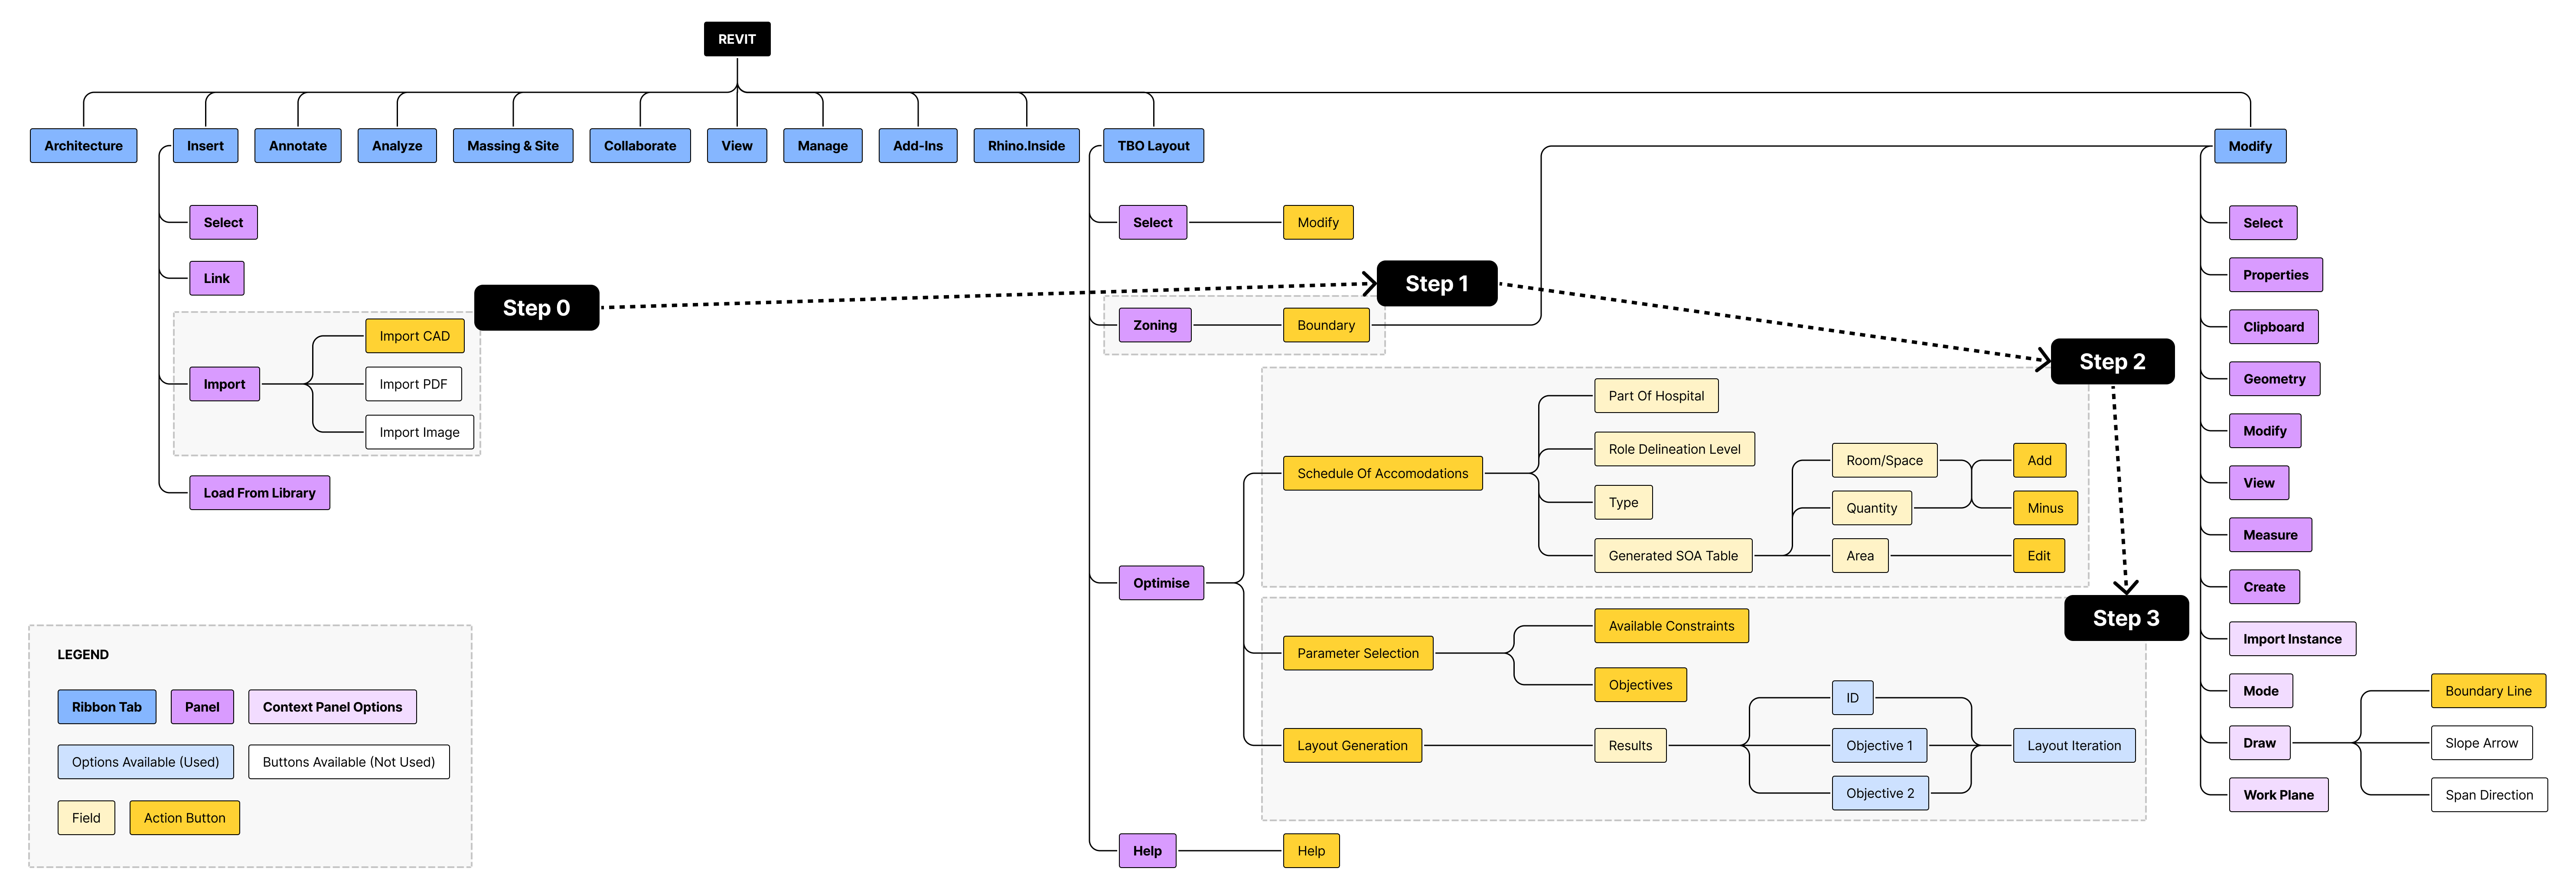 REVIT
Architecture
Insert
Annotate
Analyze
Massing & Site
Collaborate
View
Manage
Add-Ins
Rhino.Inside
TBO Layout
Modify
Select
Link
Import
Import CAD
Import PDF
Import Image
Load From Library
Step 0
Select
Modify
Step 1
Zoning
Boundary
Step 2
Optimise
Schedule Of Accomodations
Part Of Hospital
Role Delineation Level
Type
Generated SOA Table
Room/Space
Quantity
Area
Add
Minus
Edit
Step 3
Parameter Selection
Available Constraints
Objectives
Layout Generation
Results
ID
Objective 1
Objective 2
Layout Iteration
Help
Help
Select
Properties
Clipboard
Geometry
Modify
View
Measure
Create
Import Instance
Mode
Draw
Work Plane
Boundary Line
Slope Arrow
Span Direction
LEGEND
Ribbon Tab
Panel
Context Panel Options
Options Available (Used)
Buttons Available (Not Used)
Field
Action Button